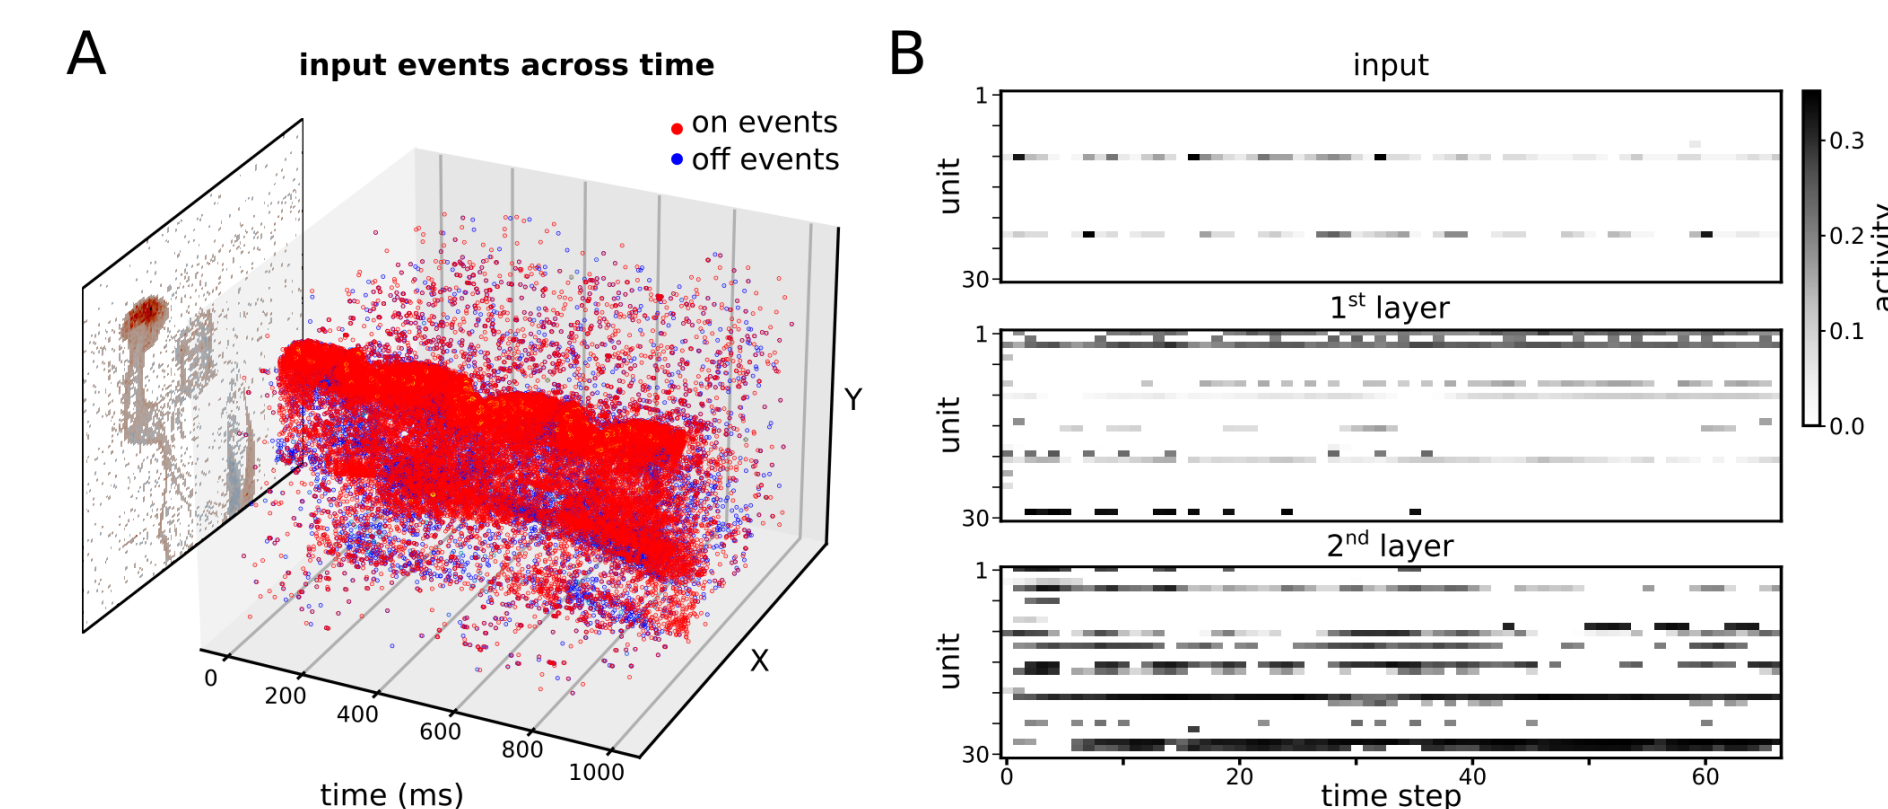 A
input events across time
on events
off events
Y
X
0
200
400
600
800
1000
time (ms)
B
input
1
unit
30
1st layer
1
unit
30
2nd layer
1
unit
30
0
20
40
60
time step
0.3
0.2
0.1
0.0
activity